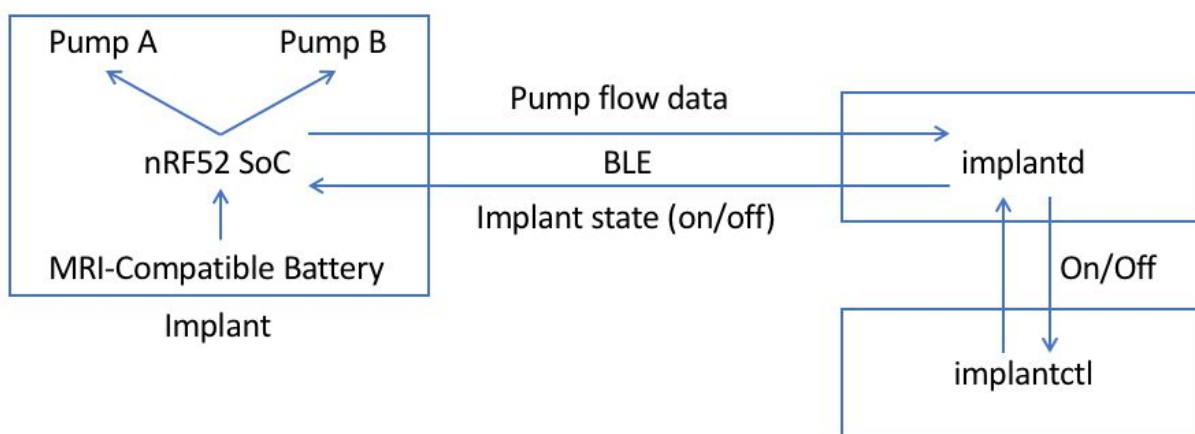 Pump A
Pump B
Pump flow data
nRF52 SoC
BLE
implantd
Implant state (on/off)
MRI-Compatible Battery
On/Off
Implant
implantctl